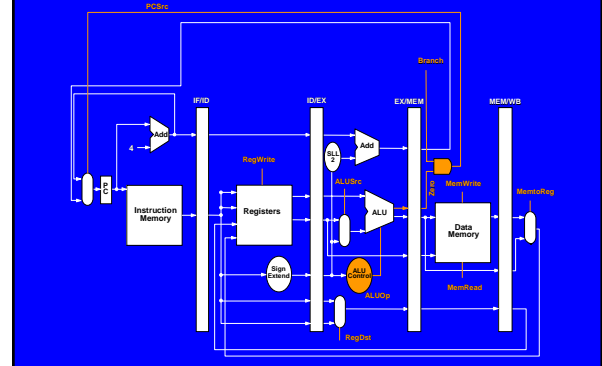 PCSrc
Branch
IF/ID
ID/EX
EX/MEM
MEM/WB
Add
4
Add
SLL
2
PC
RegWrite
ALUSrc
Zero
MemWrite
MemtoReg
Instruction
Memory
Registers
ALU
Data
Memory
Sign
Extend
ALU
Control
ALUOp
MemRead
RegDst